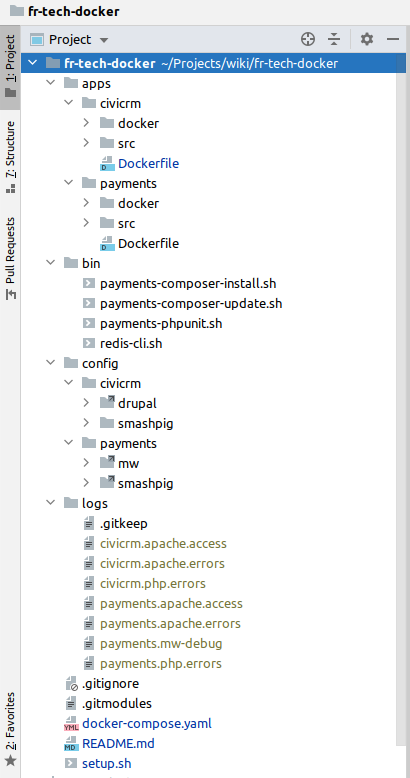 fr-tech-docker
Project
1: Project
7: Structure
Pull Requests
2: Favorites
fr-tech-docker ~/Projects/wiki/fr-tech-docker
apps
civicrm
docker
src
Dockerfile
payments
docker
src
Dockerfile
bin
payments-composer-install.sh
payments-composer-update.sh
payments-phpunit.sh
redis-cli.sh
config
civicrm
drupal
smashpig
payments
mw
smashpig
logs
.gitkeep
civicrm.apache.access
civicrm.apache.errors
civicrm.php.errors
payments.apache.access
payments.apache.errors
payments.mw-debug
payments.php.errors
.gitignore
.gitmodules
docker-compose.yaml
README.md
setup.sh